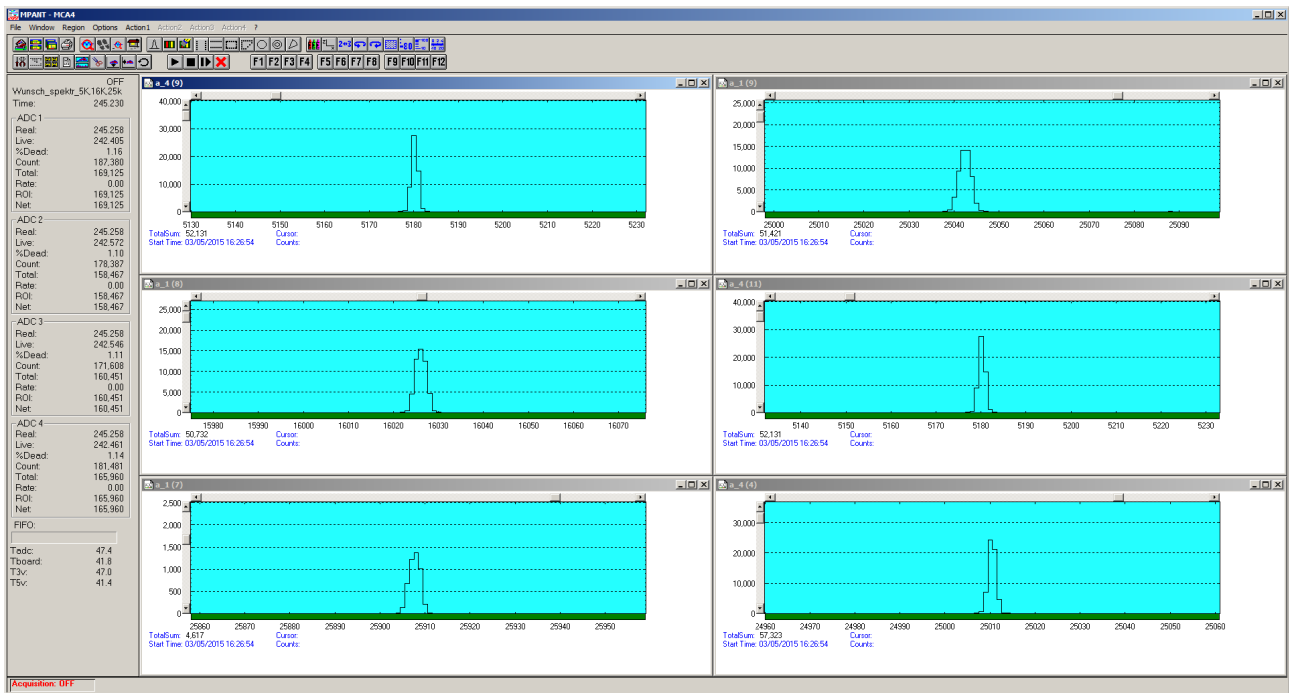 MPANT - MCA4
File Window Region Options Action1 Action2 Action3 Action4 ?
F1 F2 F3 F4 F5 F6 F7 F8 F9 F10 F11 F12
OFF
Wunsch_spektr_5K,16K,25k
Time: 245.230
ADC 1
Real: 245.258
Live: 242.405
%Dead: 1.16
Count: 187,380
Total: 169,125
Rate: 0.00
ROI: 169,125
Net: 169,125
ADC 2
Real: 245.258
Live: 242.572
%Dead: 1.10
Count: 178,387
Total: 158,467
Rate: 0.00
ROI: 158,467
Net: 158,467
ADC 3
Real: 245.258
Live: 242.546
%Dead: 1.11
Count: 171,608
Total: 160,451
Rate: 0.00
ROI: 160,451
Net: 160,451
ADC 4
Real: 245.258
Live: 242.461
%Dead: 1.14
Count: 181,481
Total: 165,960
Rate: 0.00
ROI: 165,960
Net: 165,960
FIFO:
Tadc: 47.4
Tboard: 41.8
T3v: 47.0
T5v: 41.4
a_4 (9)
40,000
30,000
20,000
10,000
0
5130 5140 5150 5160 5170 5180 5190 5200 5210 5220 5230
TotalSum: 52,131 Cursor:
Start Time: 03/05/2015 16:26:54 Counts:
a_1 (9)
25,000
20,000
15,000
10,000
5,000
0
25000 25010 25020 25030 25040 25050 25060 25070 25080 25090
TotalSum: 51,421 Cursor:
Start Time: 03/05/2015 16:26:54 Counts:
a_1 (8)
25,000
20,000
15,000
10,000
5,000
0
15980 15990 16000 16010 16020 16030 16040 16050 16060 16070
TotalSum: 50,732 Cursor:
Start Time: 03/05/2015 16:26:54 Counts:
a_4 (11)
40,000
30,000
20,000
10,000
0
5140 5150 5160 5170 5180 5190 5200 5210 5220 5230
TotalSum: 52,131 Cursor:
Start Time: 03/05/2015 16:26:54 Counts:
a_1 (7)
2,500
2,000
1,500
1,000
500
0
25860 25870 25880 25890 25900 25910 25920 25930 25940 25950
TotalSum: 4,617 Cursor:
Start Time: 03/05/2015 16:26:54 Counts:
a_4 (4)
30,000
20,000
10,000
0
24960 24970 24980 24990 25000 25010 25020 25030 25040 25050 25060
TotalSum: 57,323 Cursor:
Start Time: 03/05/2015 16:26:54 Counts:
Acquisition: OFF